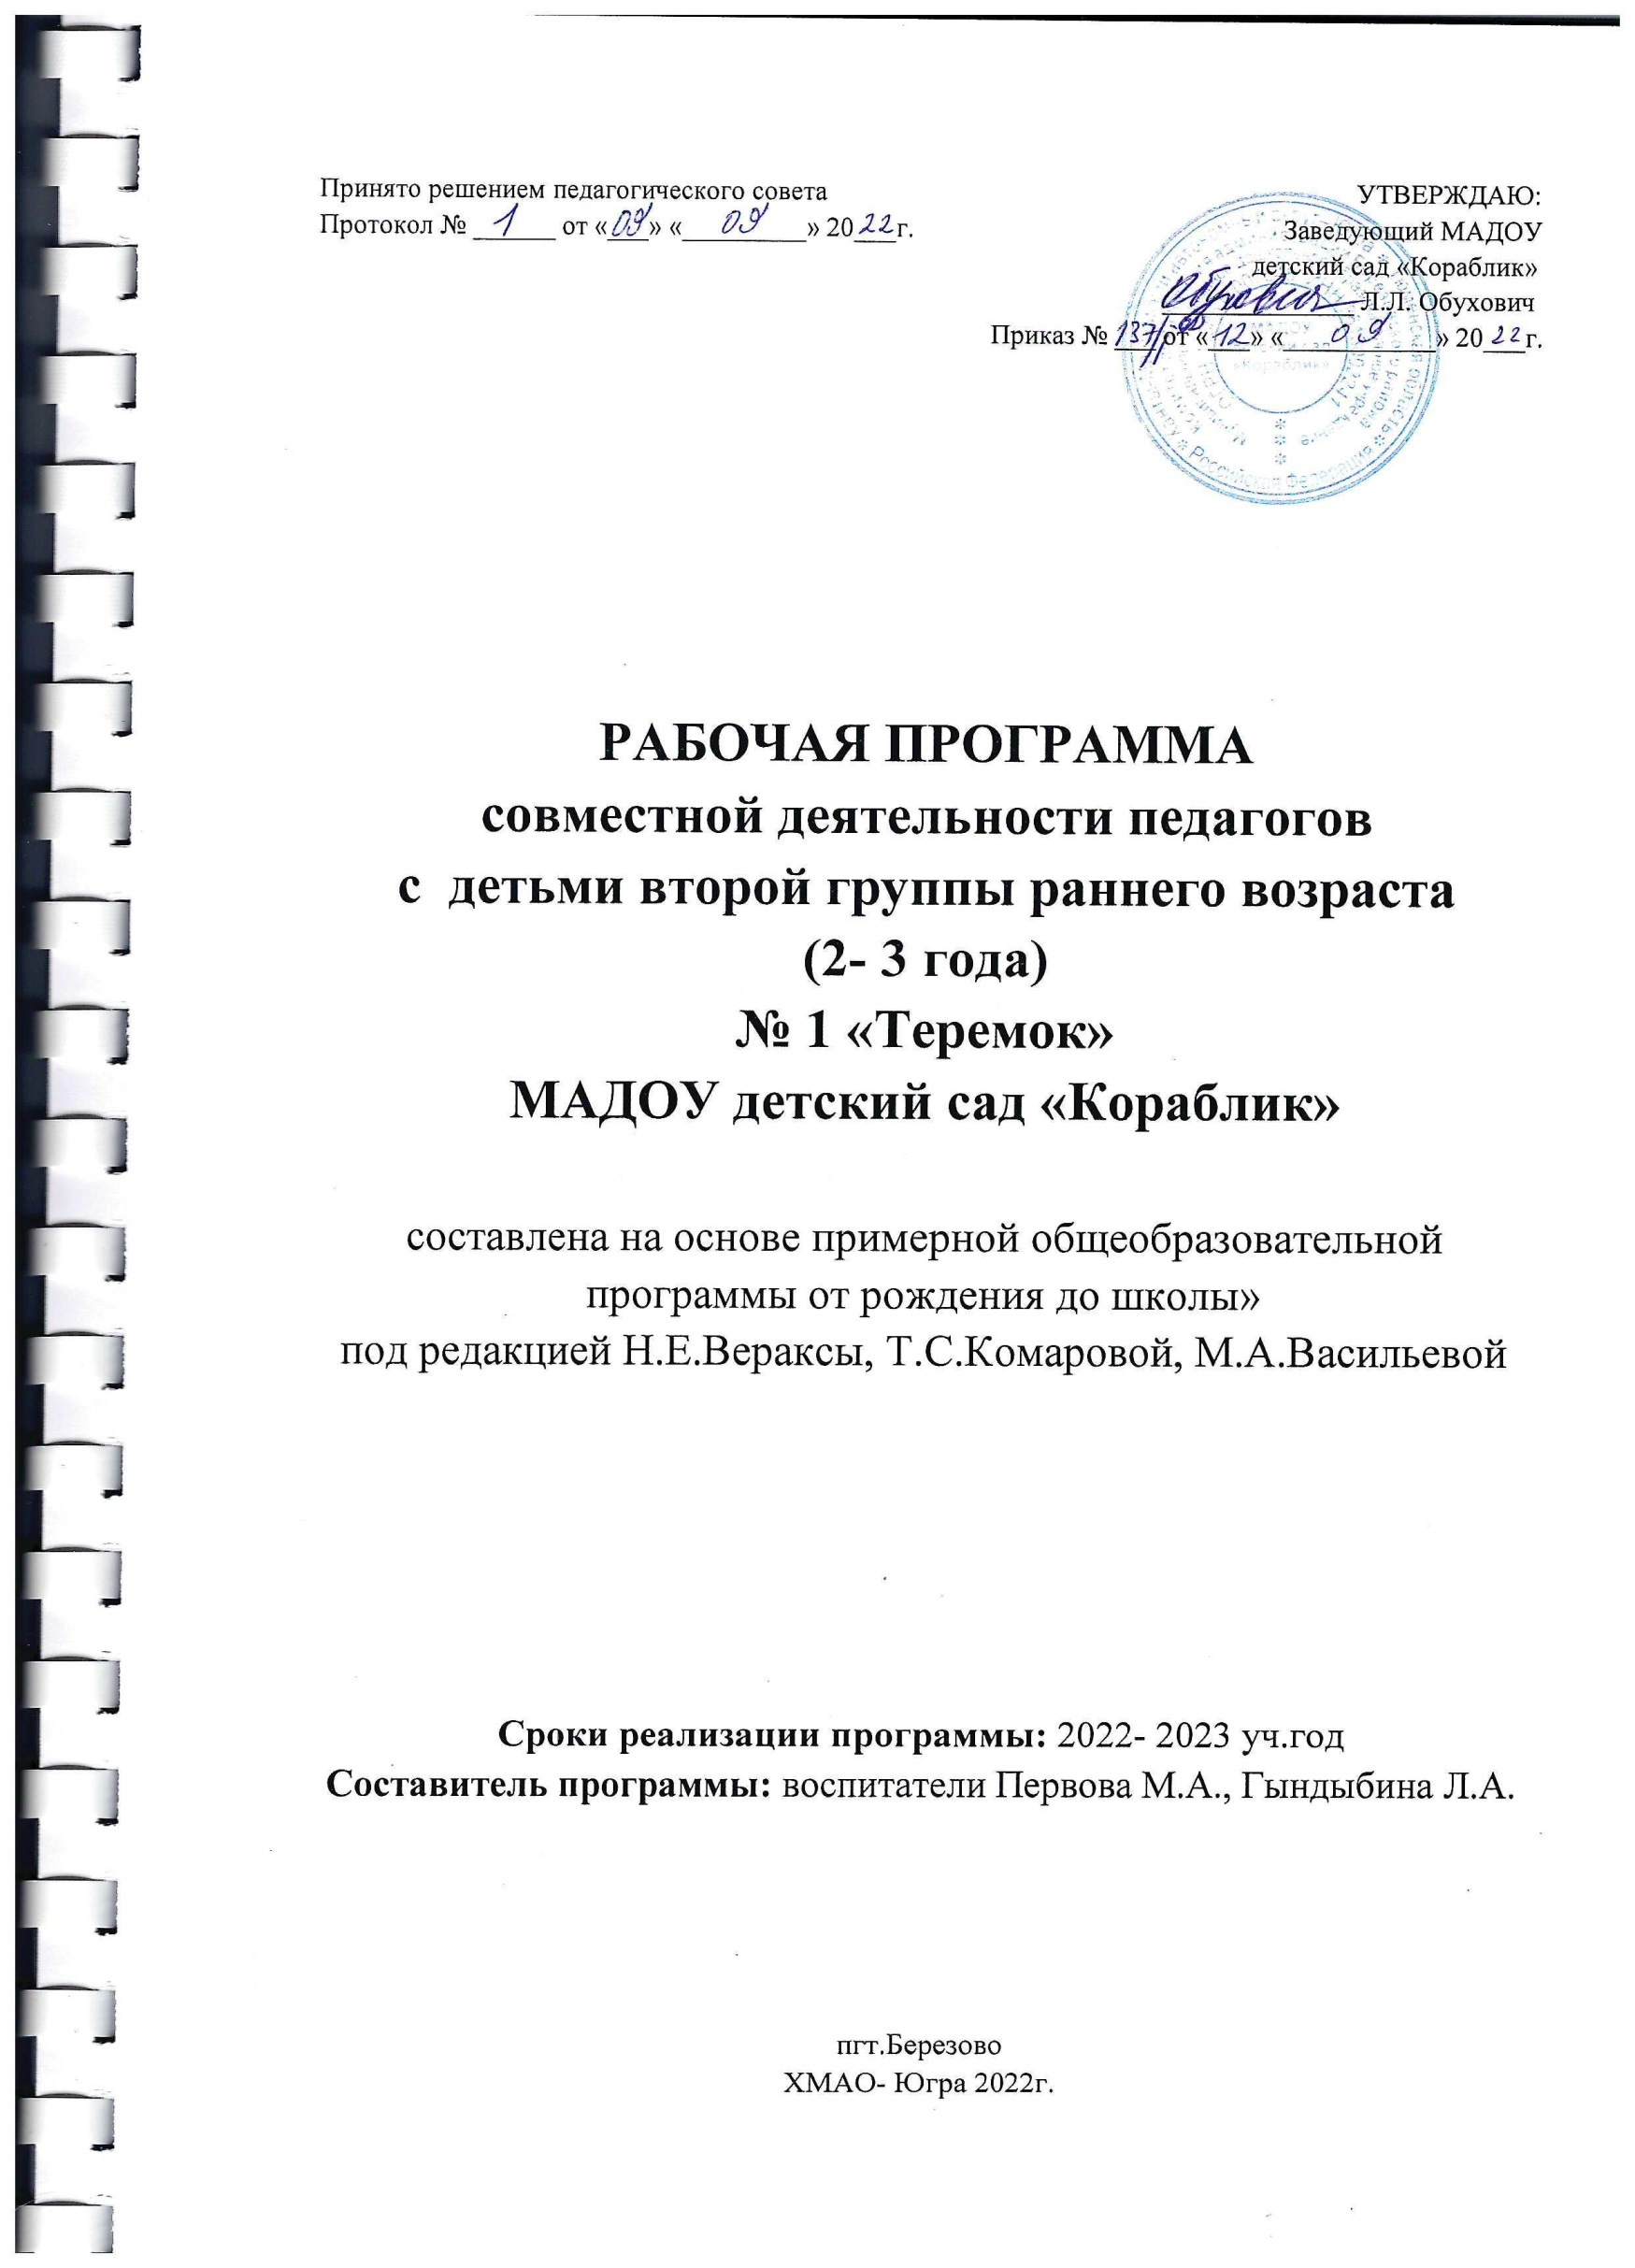 Принято решением педагогического совета
Протокол № 1 от «09» «09» 2022г.
УТВЕРЖДАЮ:
Заведующий МАДОУ
детский сад «Кораблик»
Л.Л. Обухович
Приказ № 137/ от «12» «09» 2022г.
«Кораблик»
Российская Федерация
РАБОЧАЯ ПРОГРАММА
совместной деятельности педагогов
с детьми второй группы раннего возраста
(2- 3 года)
№ 1 «Теремок»
МАДОУ детский сад «Кораблик»
составлена на основе примерной общеобразовательной
программы от рождения до школы»
под редакцией Н.Е.Вераксы, Т.С.Комаровой, М.А.Васильевой
Сроки реализации программы: 2022- 2023 уч.год
Составитель программы: воспитатели Первова М.А., Гындыбина Л.А.
пгт.Березово
ХМАО- Югра 2022г.